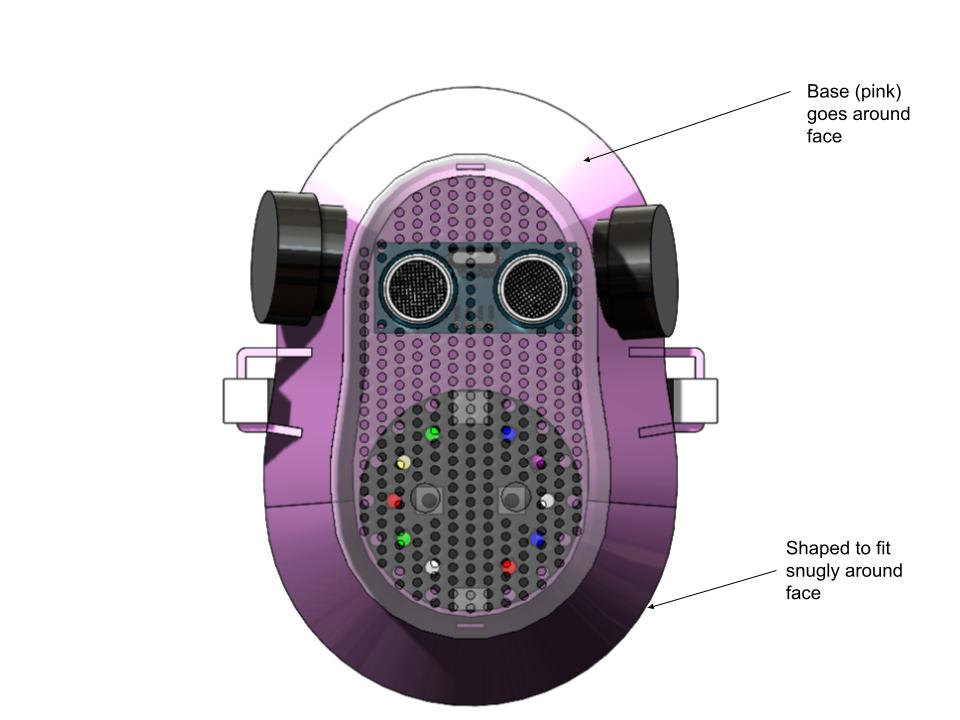 Base (pink)
goes around
face
Shaped to fit
snugly around
face